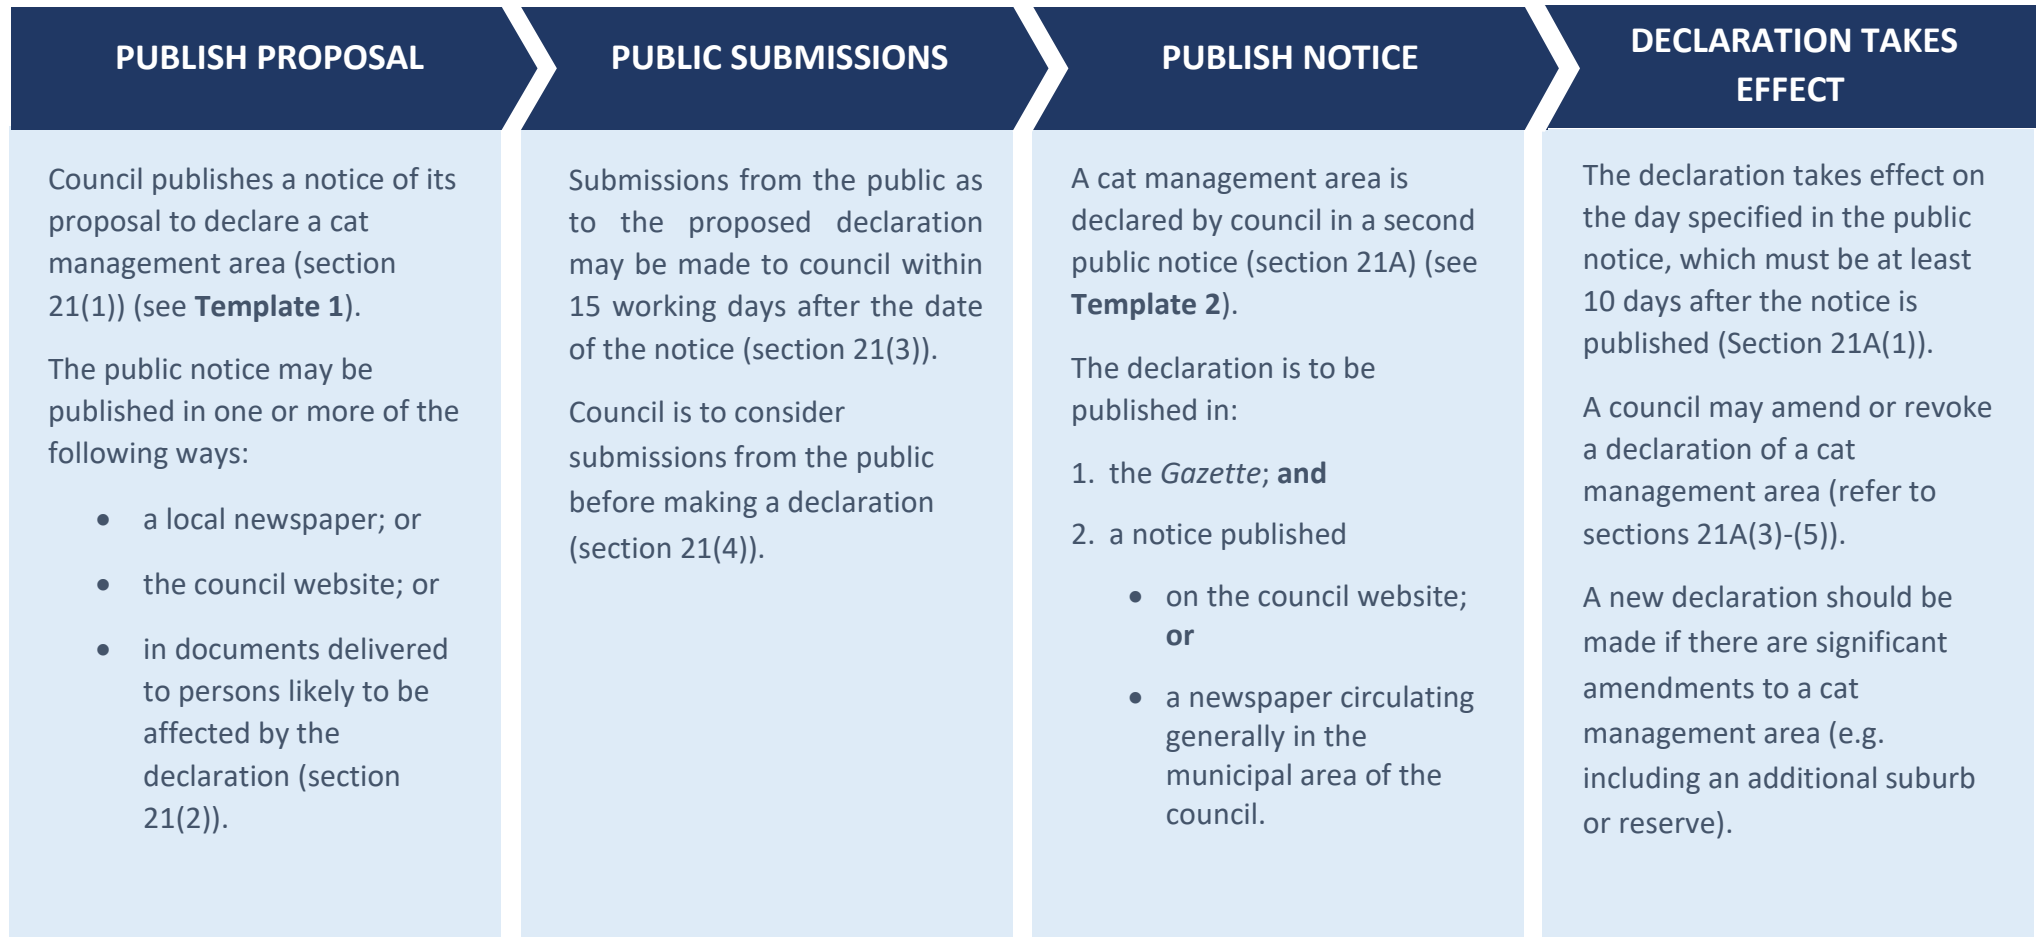 PUBLISH PROPOSAL
Council publishes a notice of its
proposal to declare a cat
management area (section
21(1)) (see Template 1).
The public notice may be
published in one or more of the
following ways:
• a local newspaper; or
• the council website; or
• in documents delivered
to persons likely to be
affected by the
declaration (section
21(2)).
PUBLIC SUBMISSIONS
Submissions from the public as
to the proposed declaration
may be made to council within
15 working days after the date
of the notice (section 21(3)).
Council is to consider
submissions from the public
before making a declaration
(section 21(4)).
PUBLISH NOTICE
A cat management area is
declared by council in a second
public notice (section 21A) (see
Template 2).
The declaration is to be
published in:
1. the Gazette; and
2. a notice published
• on the council website;
or
• a newspaper circulating
generally in the
municipal area of the
council.
DECLARATION TAKES
EFFECT
The declaration takes effect on
the day specified in the public
notice, which must be at least
10 days after the notice is
published (Section 21A(1)).
A council may amend or revoke
a declaration of a cat
management area (refer to
sections 21A(3)-(5)).
A new declaration should be
made if there are significant
amendments to a cat
management area (e.g.
including an additional suburb
or reserve).